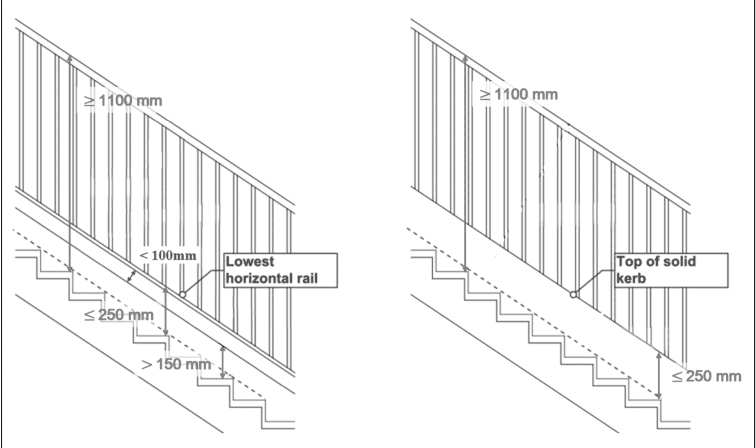 ≥ 1100 mm
< 100mm
Lowest
horizontal rail
≤ 250 mm
> 150 mm
≥ 1100 mm
Top of solid
kerb
≤ 250 mm